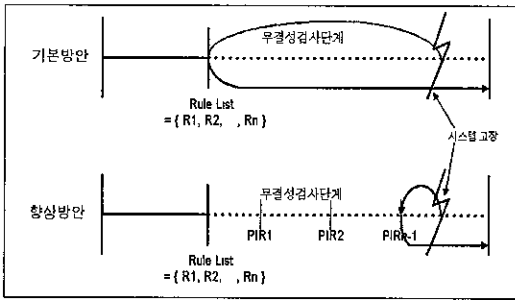 기본방안
무결성검사단계
Rule List
= { R1, R2, , Rn }
시스템 고장
향상방안
무결성검사단계
PIR1
PIR2
PIRn-1
Rule List
= { R1, R2, , Rn }